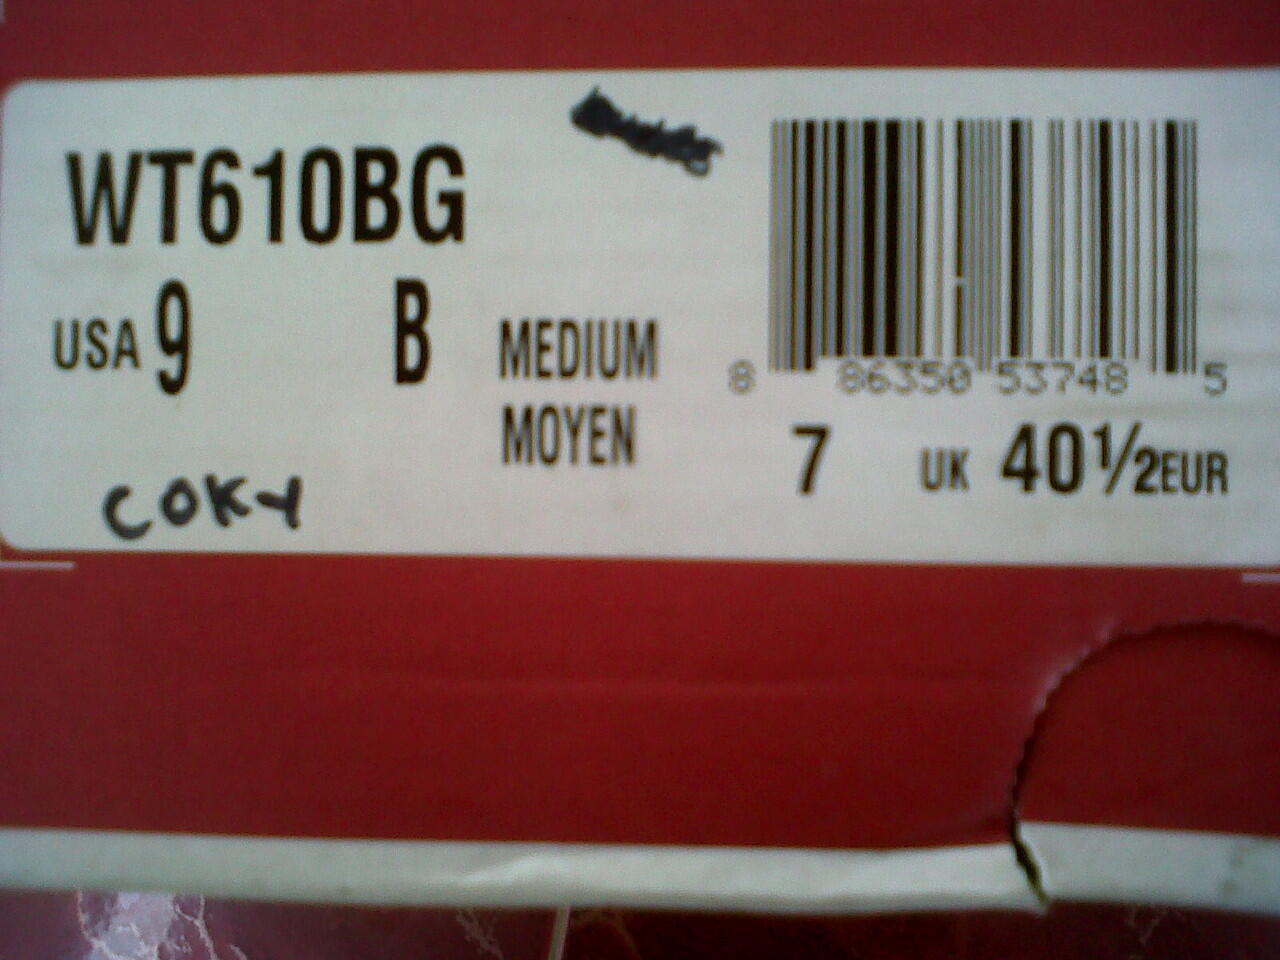 WT610BG
USA 9 B MEDIUM
MOYEN
8 86350 53748 5
7 UK 40½EUR
COKY